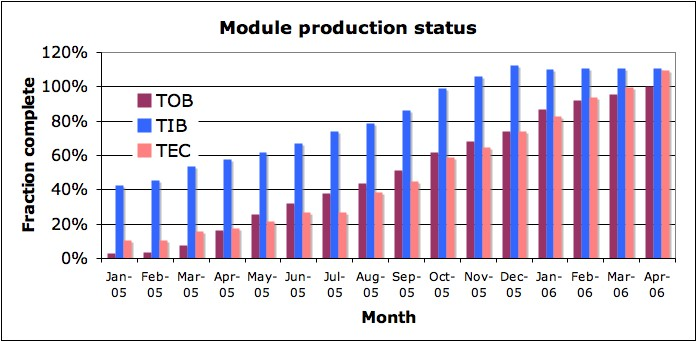 Module production status
120%
100%
80%
60%
40%
20%
0%
Fraction complete
TOB
TIB
TEC
Jan- Feb- Mar- Apr- May- Jun- Jul- Aug- Sep- Oct- Nov- Dec- Jan- Feb- Mar- Apr-
05 05 05 05 05 05 05 05 05 05 05 05 06 06 06 06
Month